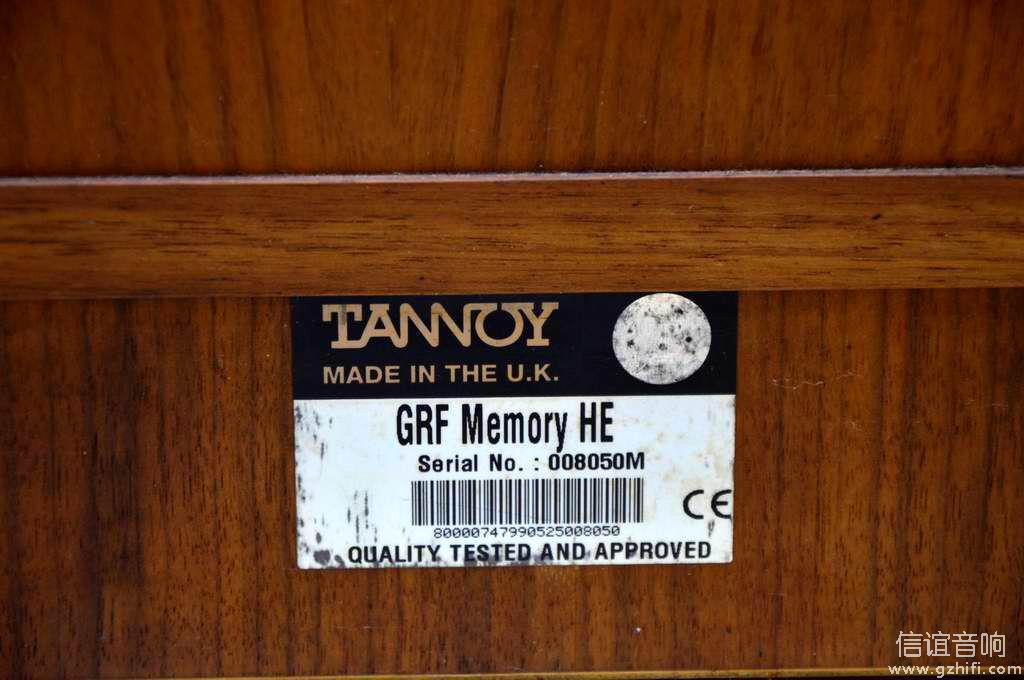 TANNOY
MADE IN THE U.K.
GRF Memory HE
Serial No. : 008050M
80000747990525008050
CE
QUALITY TESTED AND APPROVED
信谊音响
www.gzhifi.com